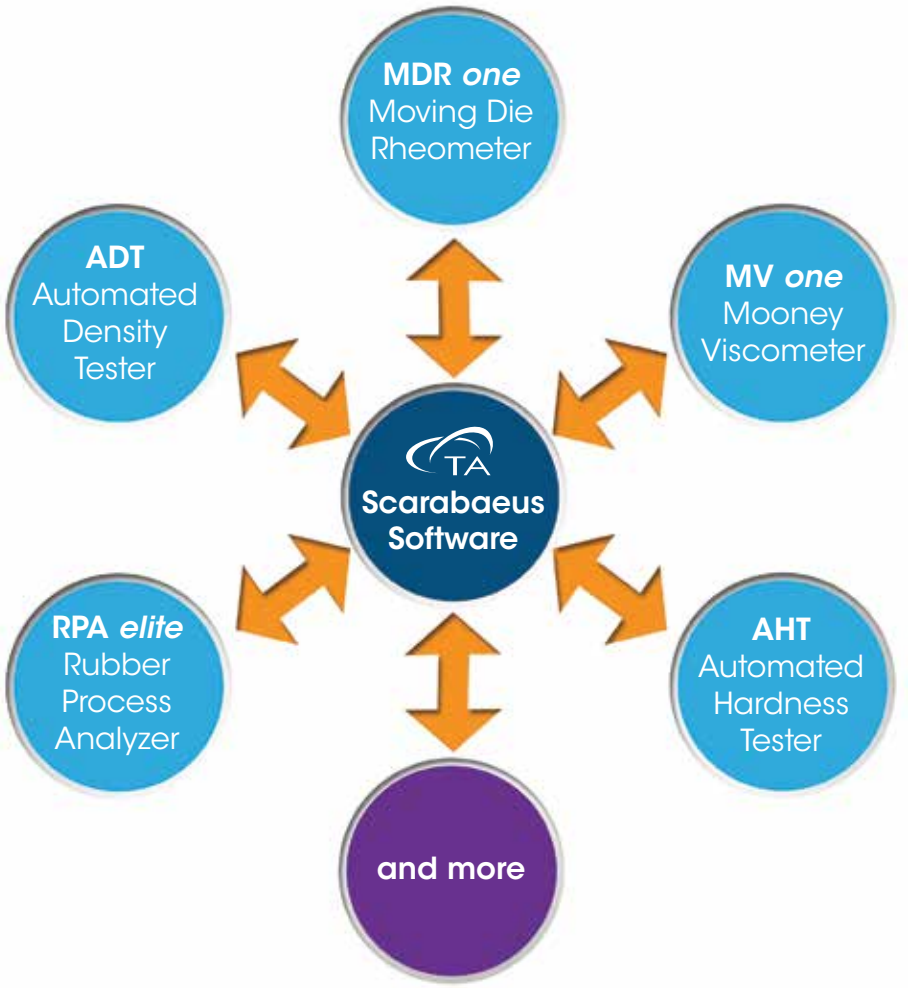 MDR one
Moving Die
Rheometer
ADT
Automated
Density
Tester
MV one
Mooney
Viscometer
TA
Scarabaeus
Software
RPA elite
Rubber
Process
Analyzer
AHT
Automated
Hardness
Tester
and more